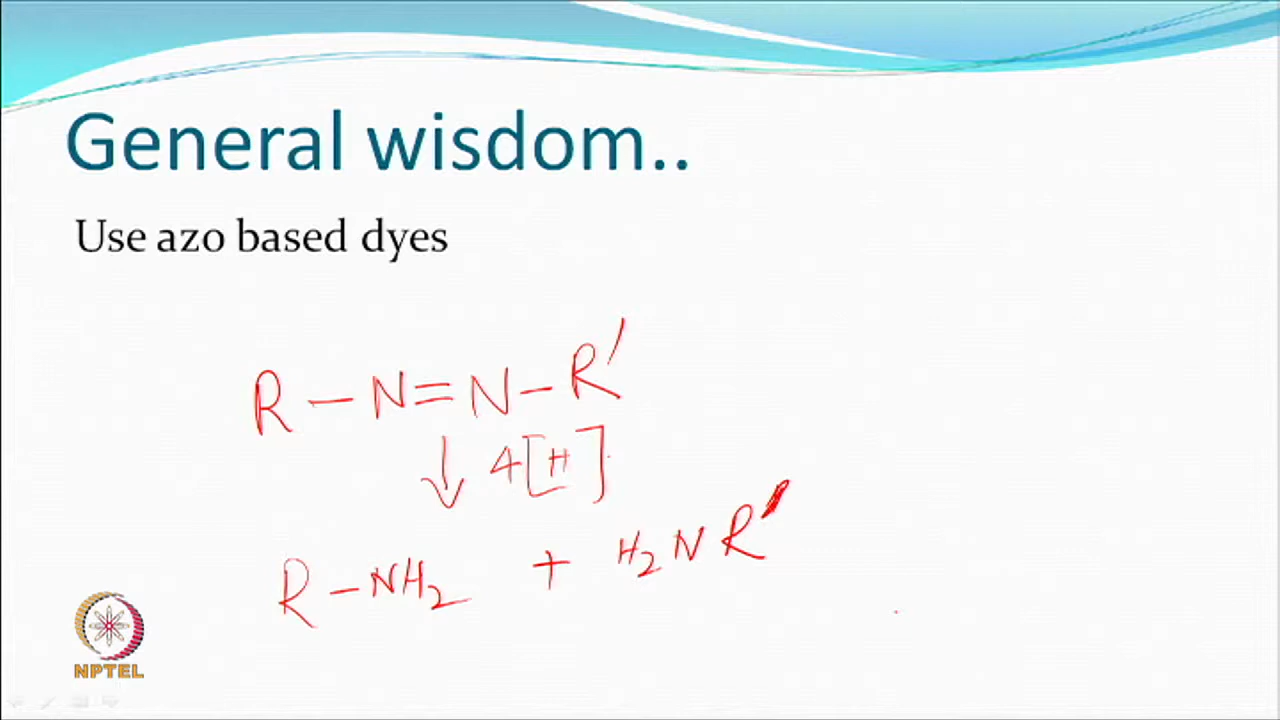 General wisdom..
Use azo based dyes
R – N = N – R'
↓ 4[H]
R – NH₂ + H₂NR'
NPTEL